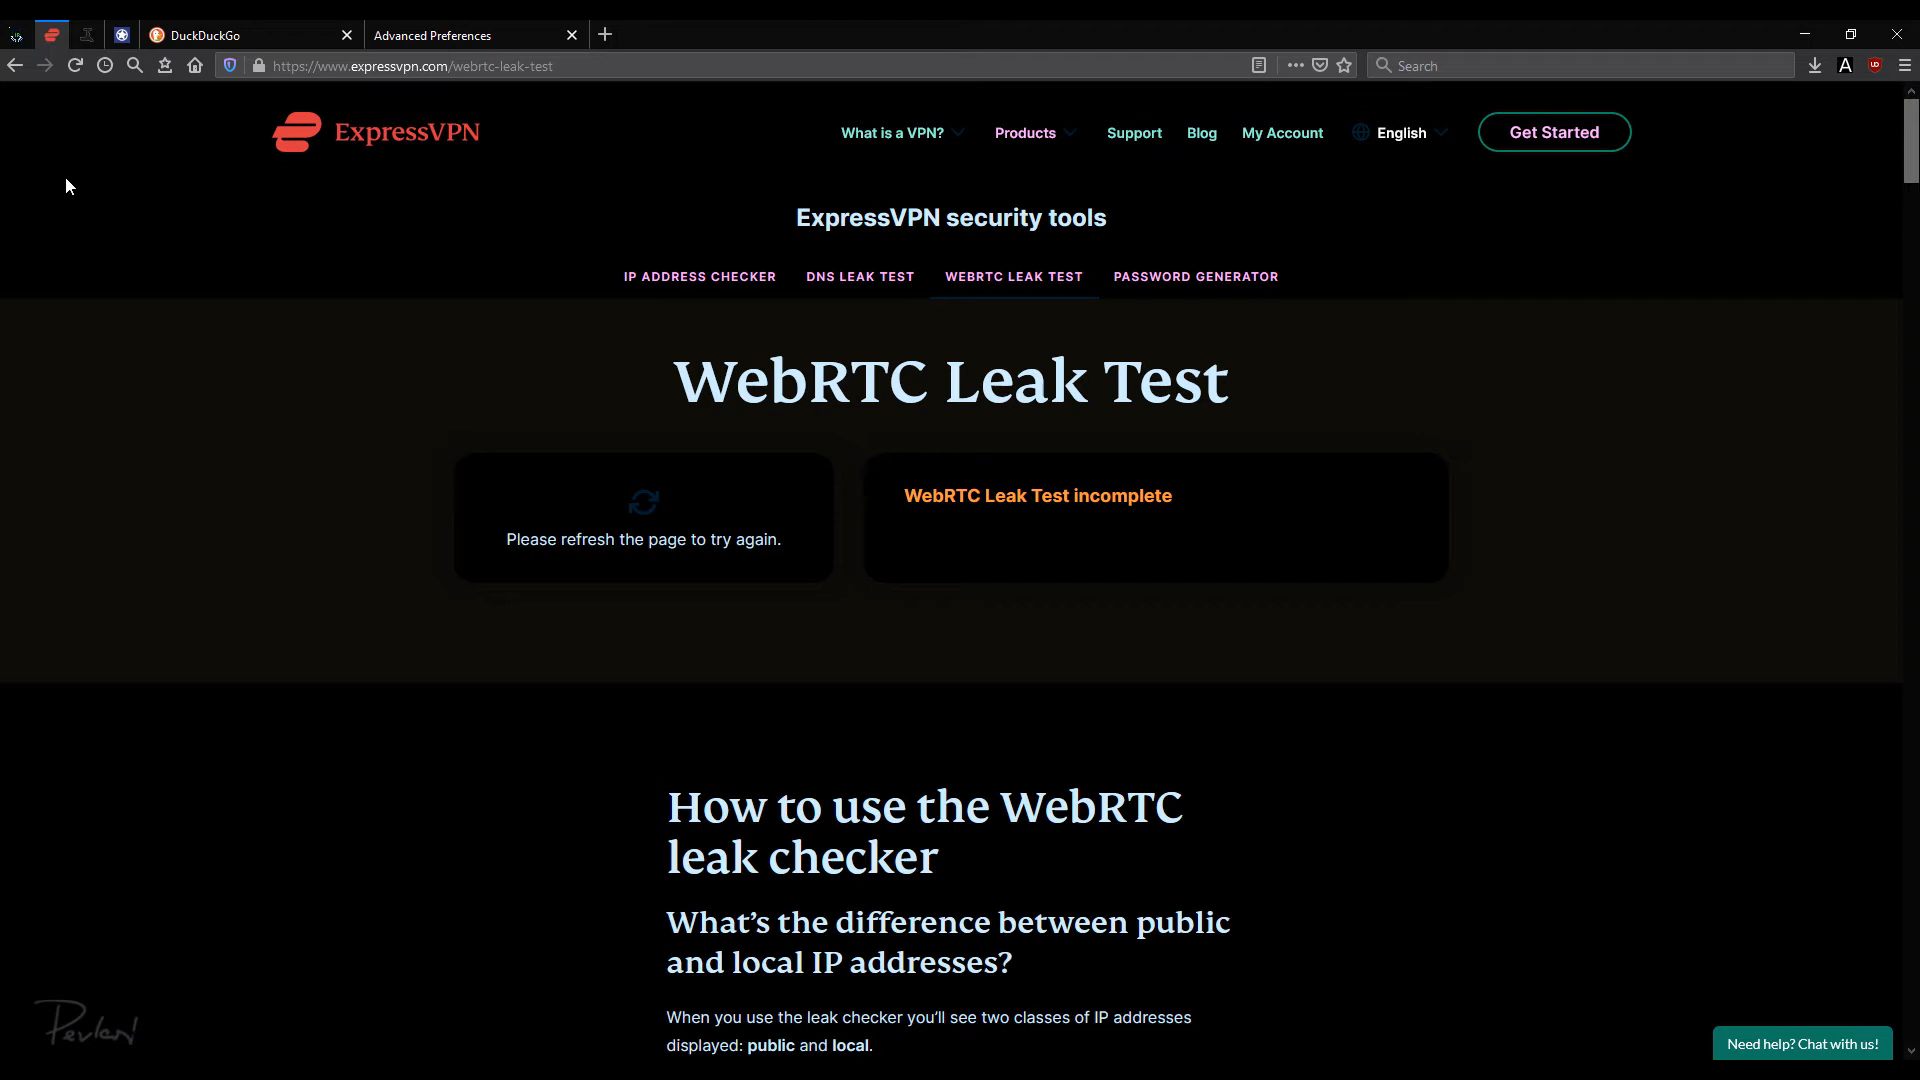 DuckDuckGo
Advanced Preferences
https://www.expressvpn.com/webrtc-leak-test
Search
A
ExpressVPN
What is a VPN?
Products
Support
Blog
My Account
English
Get Started
ExpressVPN security tools
IP ADDRESS CHECKER
DNS LEAK TEST
WEBRTC LEAK TEST
PASSWORD GENERATOR
WebRTC Leak Test
Please refresh the page to try again.
WebRTC Leak Test incomplete
How to use the WebRTC
leak checker
What’s the difference between public
and local IP addresses?
When you use the leak checker you’ll see two classes of IP addresses
displayed: public and local.
Need help? Chat with us!